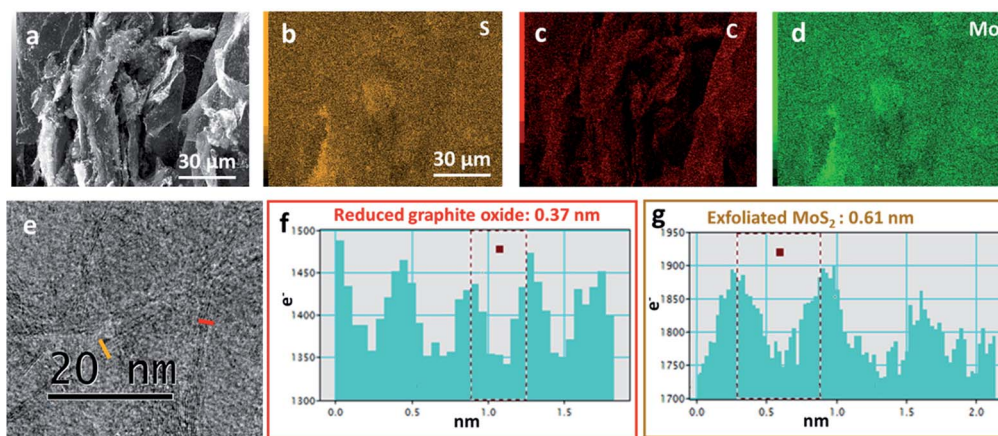 a
30 µm
b
S
30 µm
c
C
d
Mo
e
20 nm
f
Reduced graphite oxide: 0.37 nm
1500
1450
1400
1350
1300
e-
0.0 0.5 1.0 1.5
nm
g
Exfoliated MoS₂ : 0.61 nm
1950
1900
1850
1800
1750
1700
e-
0.0 0.5 1.0 1.5 2.0
nm